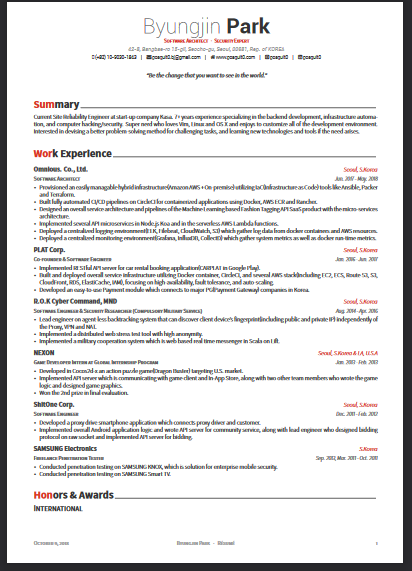 Byungjin Park
SOFTWARE ARCHITECT · SECURITY EXPERT
42-8, Bangbae-ro 15-gil, Seocho-gu, Seoul, 00681, Rep. of KOREA
(+82) 10-9030-1843 | posquit0.bj@gmail.com | www.posquit0.com | posquit0 | posquit0
"Be the change that you want to see in the world."
Summary
Current Site Reliability Engineer at start-up company Kasa. 7+ years experience specializing in the backend development, infrastructure automa-
tion, and computer hacking/security. Super nerd who loves Vim, Linux and OS X and enjoys to customize all of the development environment.
Interested in devising a better problem-solving method for challenging tasks, and learning new technologies and tools if the need arises.
Work Experience
Omnious. Co., Ltd. Seoul, S.Korea
SOFTWARE ARCHITECT Jun. 2017 - May. 2018
• Provisioned an easily managable hybrid infrastructure(Amazon AWS + On-premise) utilizing IaC(Infrastructure as Code) tools like Ansible, Packer
and Terraform.
• Built fully automated CI/CD pipelines on CircleCI for containerized applications using Docker, AWS ECR and Rancher.
• Designed an overall service architecture and pipelines of the Machine Learning based Fashion Tagging API SaaS product with the micro-services
architecture.
• Implemented several API microservices in Node.js Koa and in the serverless AWS Lambda functions.
• Deployed a centralized logging environment(ELK, Filebeat, CloudWatch, S3) which gather log data from docker containers and AWS resources.
• Deployed a centralized monitoring environment(Grafana, InfluxDB, CollectD) which gather system metrics as well as docker run-time metrics.
PLAT Corp. Seoul, S.Korea
CO-FOUNDER & SOFTWARE ENGINEER Jan. 2016 - Jun. 2017
• Implemented RESTful API server for car rental booking application(CARPLAT in Google Play).
• Built and deployed overall service infrastructure utilizing Docker container, CircleCI, and several AWS stack(Including EC2, ECS, Route 53, S3,
CloudFront, RDS, ElastiCache, IAM), focusing on high-availability, fault tolerance, and auto-scaling.
• Developed an easy-to-use Payment module which connects to major PG(Payment Gateway) companies in Korea.
R.O.K Cyber Command, MND Seoul, S.Korea
SOFTWARE ENGINEER & SECURITY RESEARCHER (COMPULSORY MILITARY SERVICE) Aug. 2014 - Apr. 2016
• Lead engineer on agent-less backtracking system that can discover client device's fingerprint(including public and private IP) independently of
the Proxy, VPN and NAT.
• Implemented a distributed web stress test tool with high anonymity.
• Implemented a military cooperation system which is web based real time messenger in Scala on Lift.
NEXON Seoul, S.Korea & LA, U.S.A
GAME DEVELOPER INTERN AT GLOBAL INTERNSHIP PROGRAM Jan. 2013 - Feb. 2013
• Developed in Cocos2d-x an action puzzle game(Dragon Buster) targeting U.S. market.
• Implemented API server which is communicating with game client and In-App Store, along with two other team members who wrote the game
logic and designed game graphics.
• Won the 2nd prize in final evaluation.
ShitOne Corp. Seoul, S.Korea
SOFTWARE ENGINEER Dec. 2011 - Feb. 2012
• Developed a proxy drive smartphone application which connects proxy driver and customer.
• Implemented overall Android application logic and wrote API server for community service, along with lead engineer who designed bidding
protocol on raw socket and implemented API server for bidding.
SAMSUNG Electronics S.Korea
FREELANCE PENETRATION TESTER Sep. 2013, Mar. 2011 - Oct. 2011
• Conducted penetration testing on SAMSUNG KNOX, which is solution for enterprise mobile security.
• Conducted penetration testing on SAMSUNG Smart TV.
Honors & Awards
INTERNATIONAL
BYUNGJIN PARK · RÉSUMÉ 1